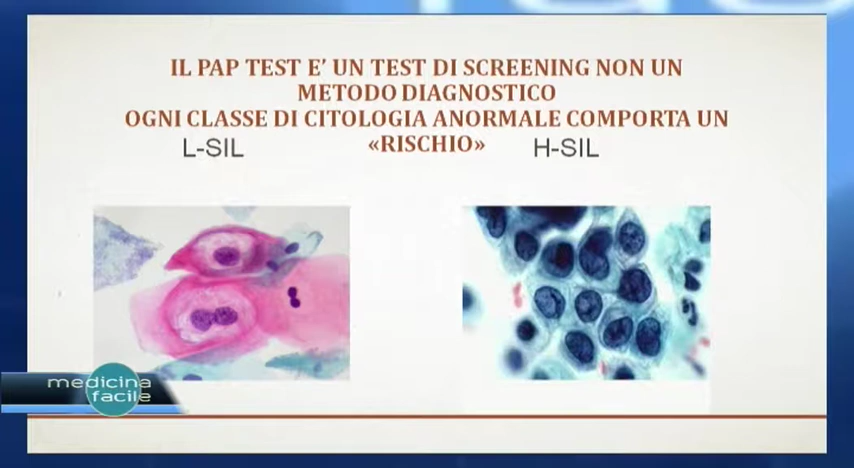 IL PAP TEST E’ UN TEST DI SCREENING NON UN
METODO DIAGNOSTICO
OGNI CLASSE DI CITOLOGIA ANORMALE COMPORTA UN
«RISCHIO»
L-SIL
H-SIL
medicina
facile